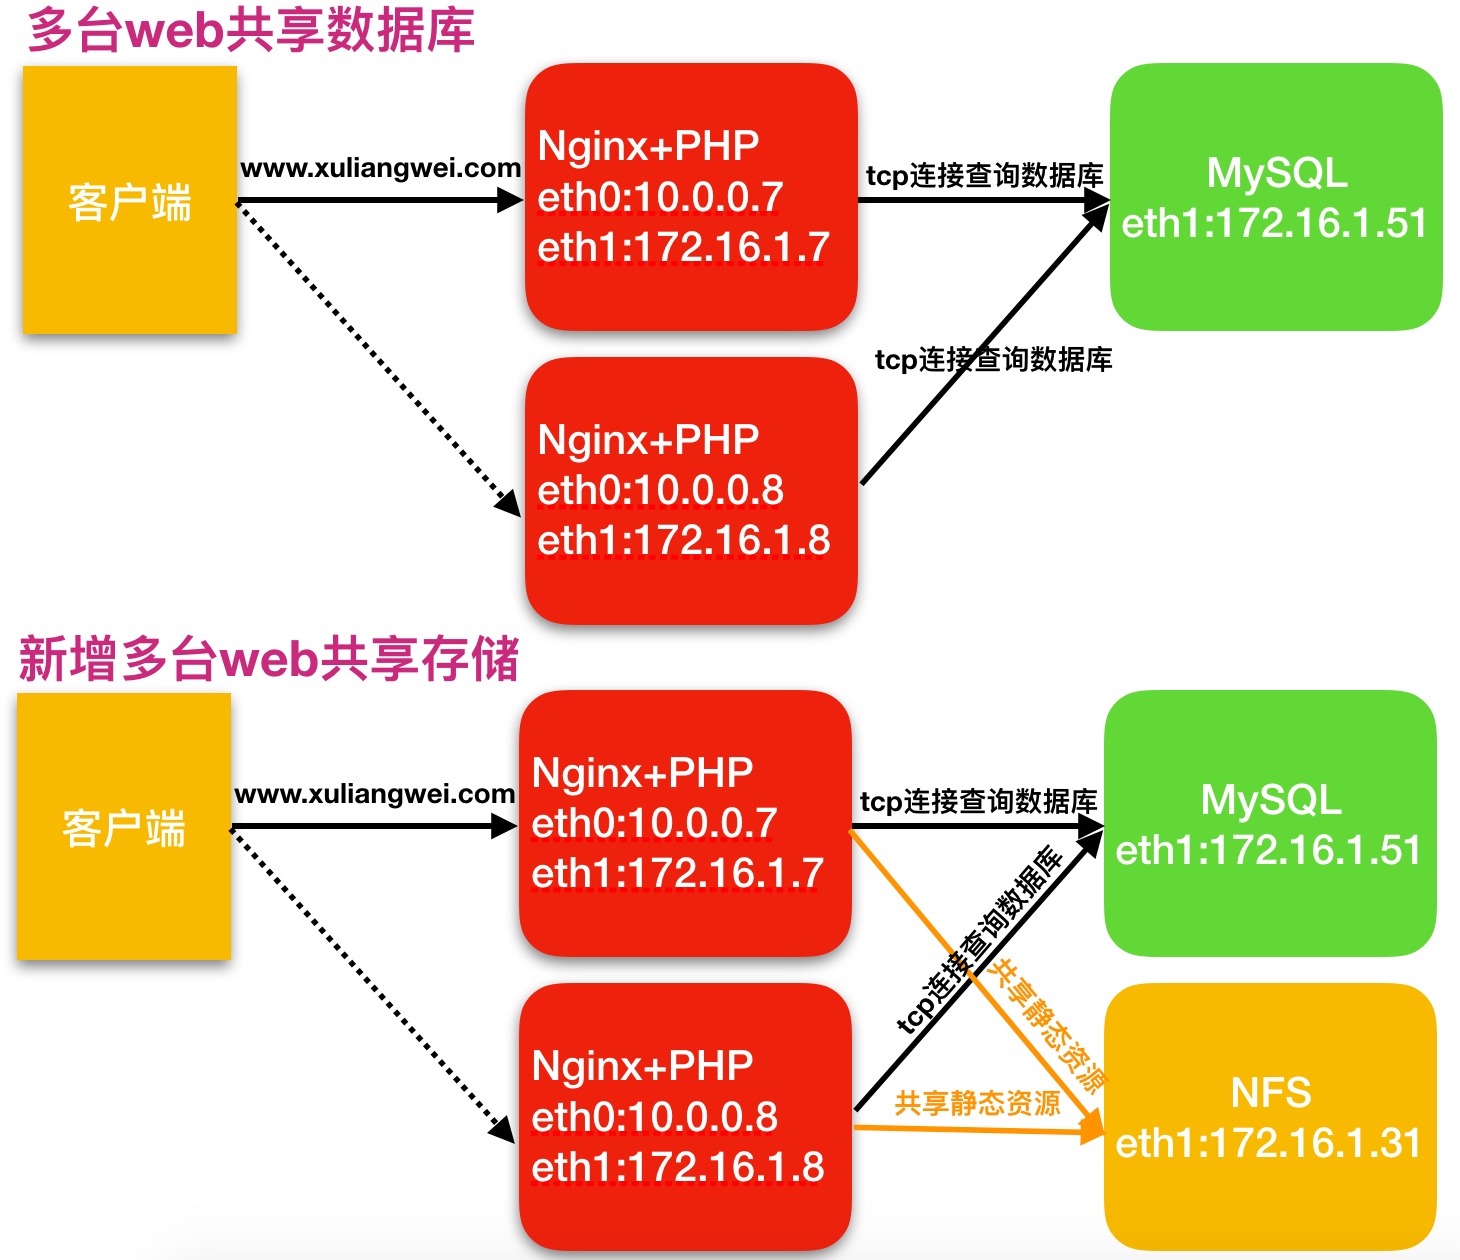 多台web共享数据库
客户端
www.xuliangwei.com
Nginx+PHP
eth0:10.0.0.7
eth1:172.16.1.7
tcp连接查询数据库
MySQL
eth1:172.16.1.51
tcp连接查询数据库
Nginx+PHP
eth0:10.0.0.8
eth1:172.16.1.8
新增多台web共享存储
客户端
www.xuliangwei.com
Nginx+PHP
eth0:10.0.0.7
eth1:172.16.1.7
tcp连接查询数据库
MySQL
eth1:172.16.1.51
tcp连接查询数据库
共享静态资源
Nginx+PHP
eth0:10.0.0.8
eth1:172.16.1.8
共享静态资源
NFS
eth1:172.16.1.31